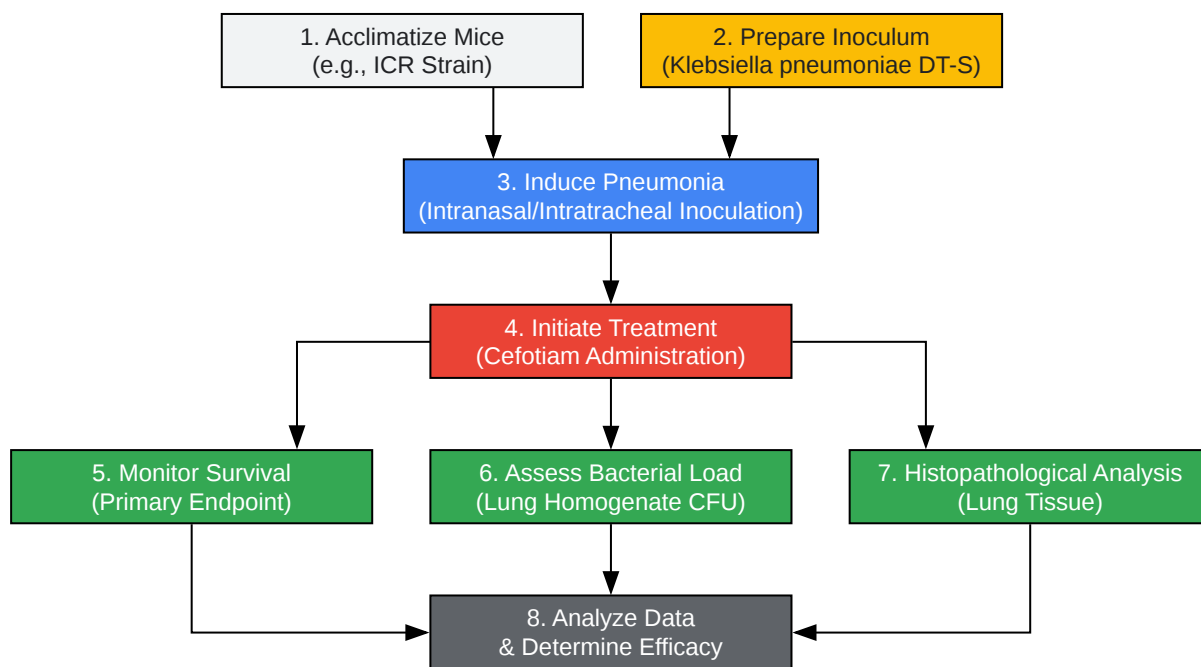 1. Acclimatize Mice
(e.g., ICR Strain)
2. Prepare Inoculum
(Klebsiella pneumoniae DT-S)
3. Induce Pneumonia
(Intranasal/Intratracheal Inoculation)
4. Initiate Treatment
(Cefotiam Administration)
5. Monitor Survival
(Primary Endpoint)
6. Assess Bacterial Load
(Lung Homogenate CFU)
7. Histopathological Analysis
(Lung Tissue)
8. Analyze Data
& Determine Efficacy